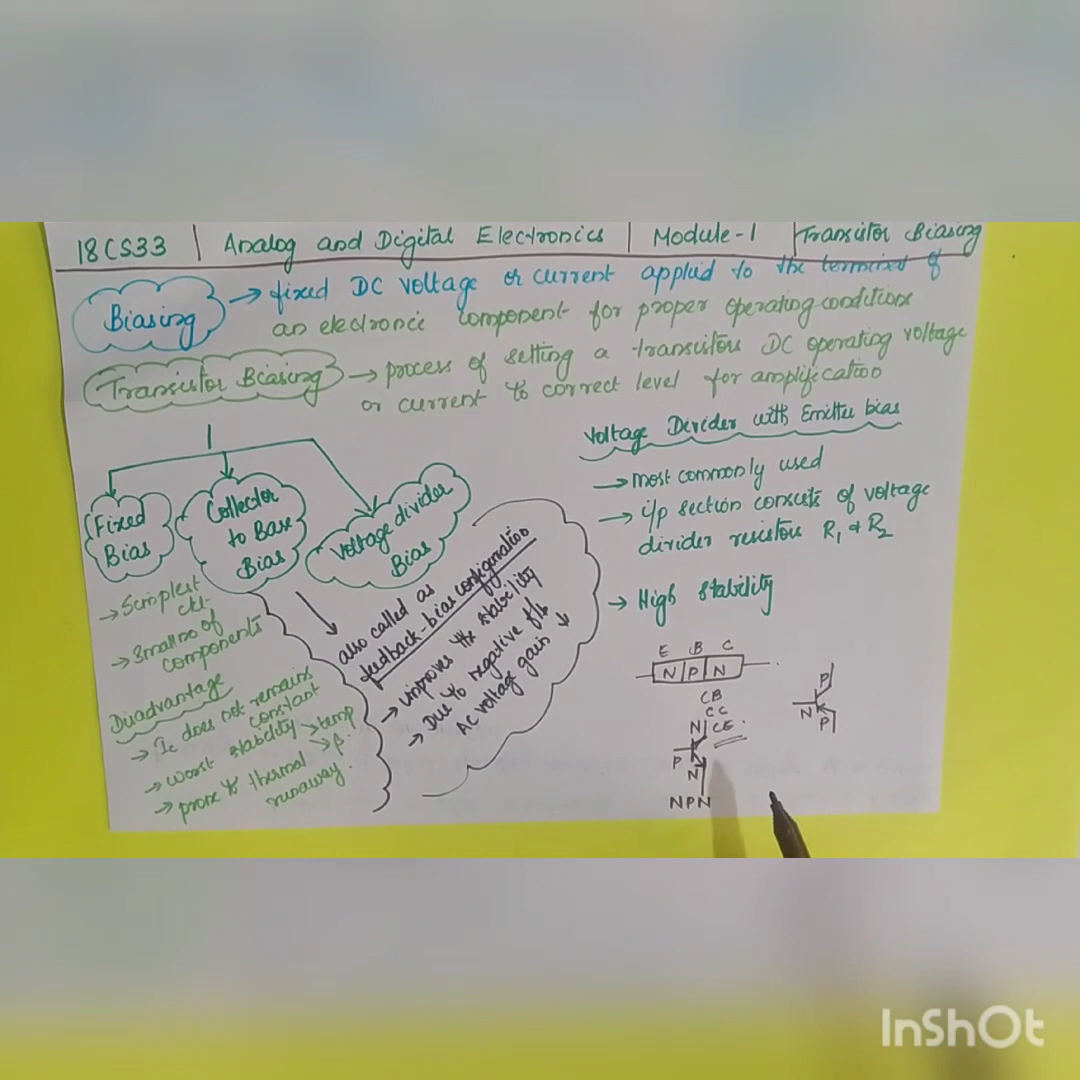 18CS33 | Analog and Digital Electronics | Module-1 | Transistor Biasing
Biasing → fixed DC Voltage or current applied to the terminal of
an electronic component for proper operating conditions
Transistor Biasing → process of setting a transistors DC operating voltage
or current to correct level for amplification
Fixed
Bias
Collector
to Base
Bias
Voltage divider
Bias
→ Simplest
ckt.
→ Small no of
components
Disadvantage
→ Ic does not remains
constant
→ worst stability → temp
→ β.
→ prone to thermal
runaway.
also called as
feedback-bias configuration
→ improves the stability
→ Due to negative f/b
AC voltage gain ↓
Voltage Divider with Emitter bias
→ most commonly used
→ i/p section consists of voltage
divider resistors R1 & R2
→ High stability
E B C
N P N
CB
CC
CE.
N
P
N
NPN
P
N
P
InShOt